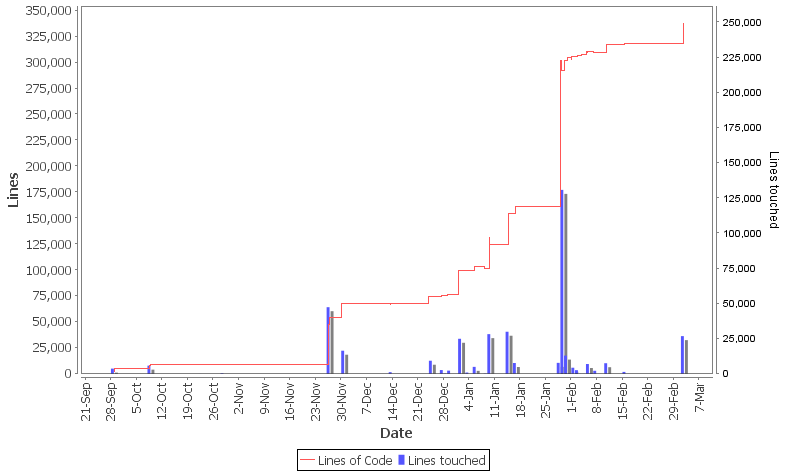 350,000
325,000
300,000
275,000
250,000
225,000
200,000
175,000
150,000
125,000
100,000
75,000
50,000
25,000
0
Lines
250,000
225,000
200,000
175,000
150,000
125,000
100,000
75,000
50,000
25,000
0
Lines touched
21-Sep
28-Sep
5-Oct
12-Oct
19-Oct
26-Oct
2-Nov
9-Nov
16-Nov
23-Nov
30-Nov
7-Dec
14-Dec
21-Dec
28-Dec
4-Jan
11-Jan
18-Jan
25-Jan
1-Feb
8-Feb
15-Feb
22-Feb
29-Feb
7-Mar
Date
Lines of Code Lines touched